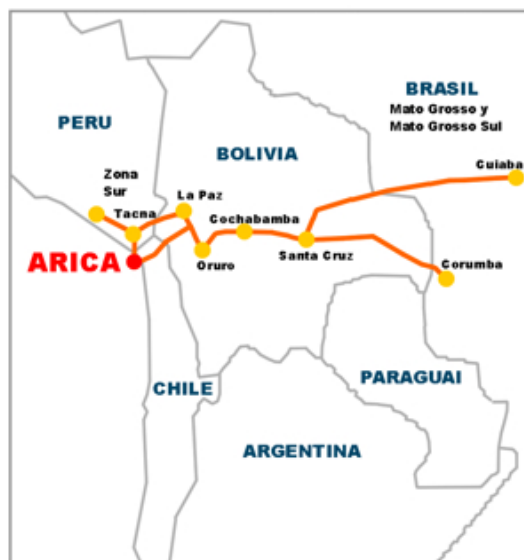 BRASIL
Mato Grosso y
Mato Grosso Sul
PERU
BOLIVIA
Cuiaba
Zona
Sur
La Paz
Tacna
Cochabamba
ARICA
Oruro
Santa Cruz
Corumba
CHILE
PARAGUAI
ARGENTINA